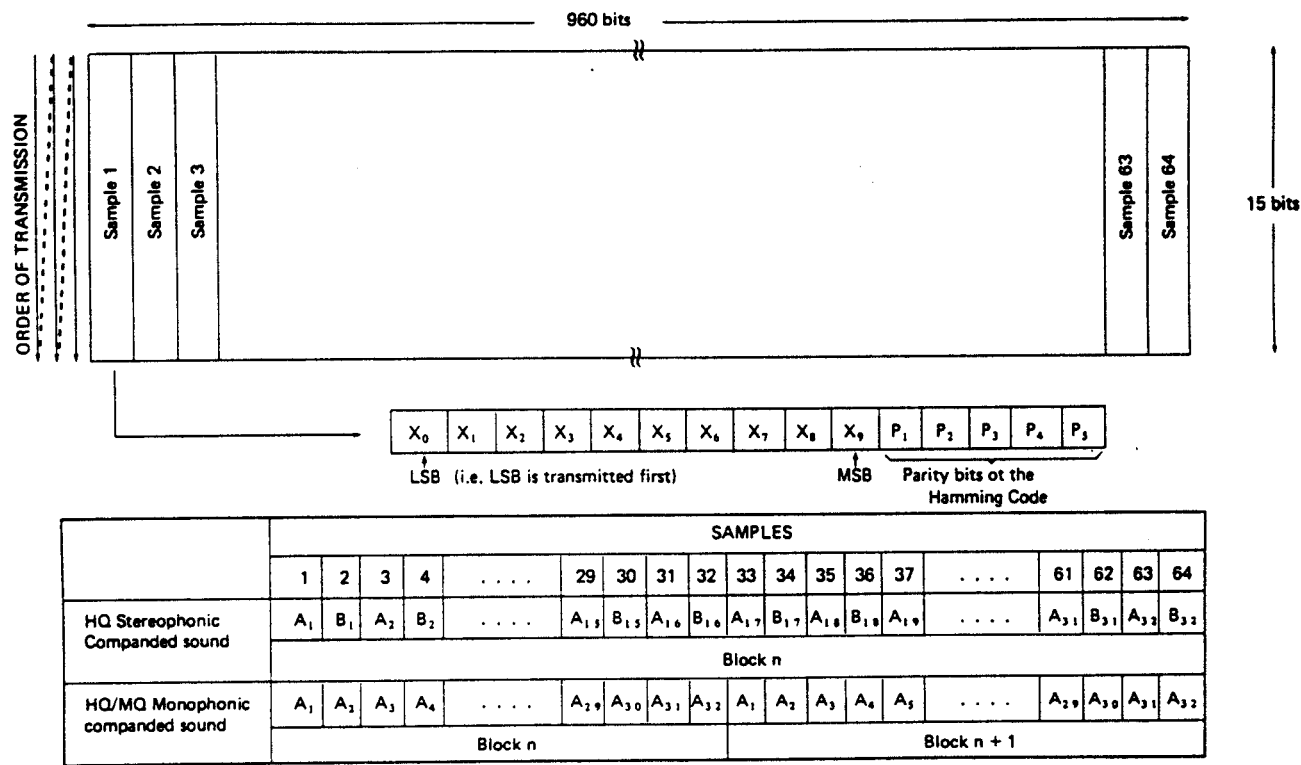 960 bits
ORDER OF TRANSMISSION
Sample 1
Sample 2
Sample 3
Sample 63
Sample 64
15 bits
X₀ X₁ X₂ X₃ X₄ X₅ X₆ X₇ X₈ X₉ P₁ P₂ P₃ P₄ P₅
LSB (i.e. LSB is transmitted first) MSB Parity bits ot the
Hamming Code
SAMPLES
1 2 3 4 . . . . 29 30 31 32 33 34 35 36 37 . . . . 61 62 63 64
HQ Stereophonic
Companded sound
A₁ B₁ A₂ B₂ . . . . A₁₅ B₁₅ A₁₆ B₁₆ A₁₇ B₁₇ A₁₈ B₁₈ A₁₉ . . . . A₃₁ B₃₁ A₃₂ B₃₂
Block n
HQ/MQ Monophonic
companded sound
A₁ A₂ A₃ A₄ . . . . A₂₉ A₃₀ A₃₁ A₃₂ A₁ A₂ A₃ A₄ A₅ . . . . A₂₉ A₃₀ A₃₁ A₃₂
Block n Block n + 1